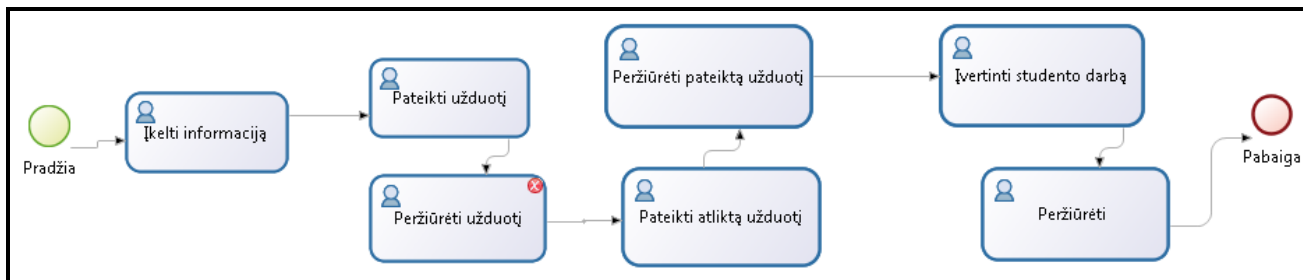 Pradžia
Įkelti informaciją
Pateikti užduotį
Peržiūrėti užduotį
Pateikti atliktą užduotį
Peržiūrėti pateiktą užduotį
Įvertinti studento darbą
Peržiūrėti
Pabaiga